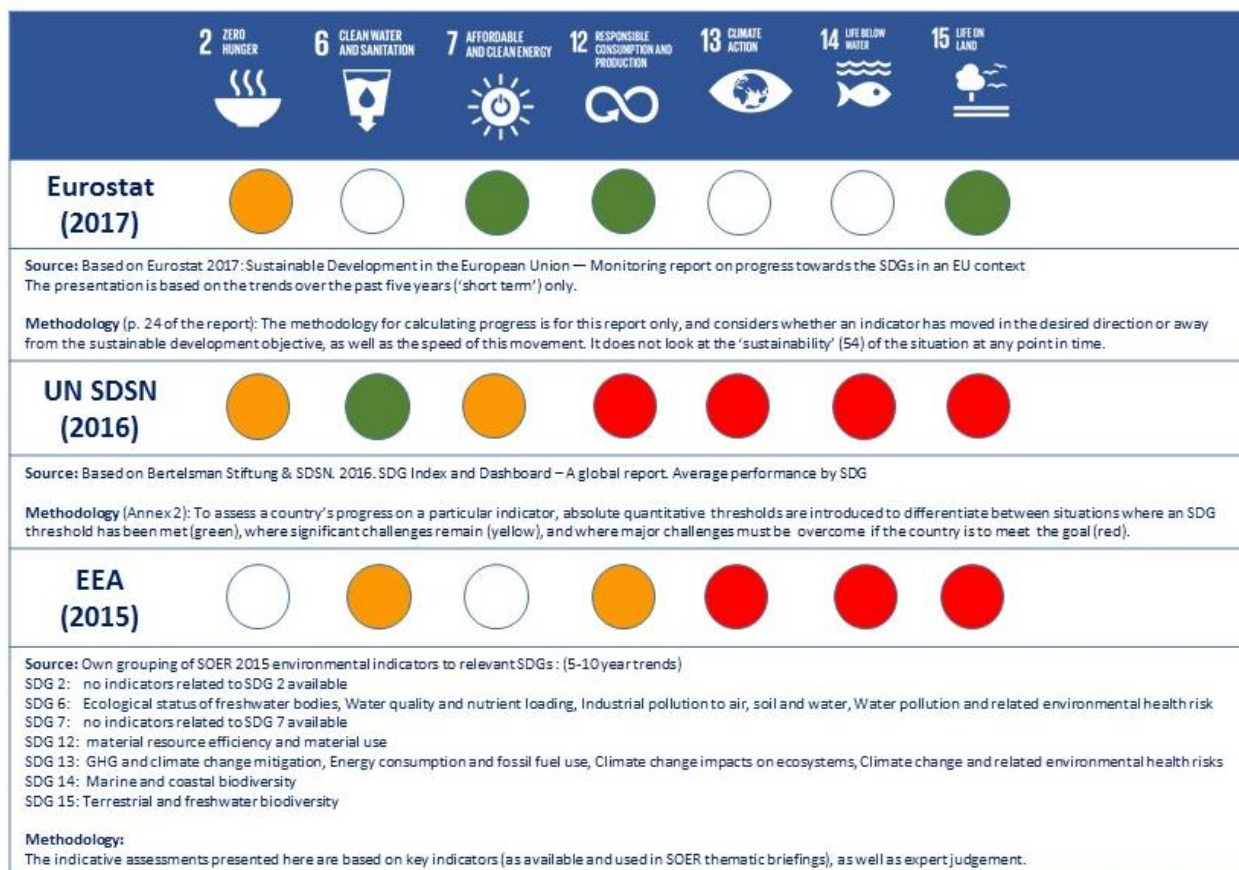 2 ZERO HUNGER
6 CLEAN WATER AND SANITATION
7 AFFORDABLE AND CLEAN ENERGY
12 RESPONSIBLE CONSUMPTION AND PRODUCTION
13 CLIMATE ACTION
14 LIFE BELOW WATER
15 LIFE ON LAND
Eurostat
(2017)
Source: Based on Eurostat 2017: Sustainable Development in the European Union — Monitoring report on progress towards the SDGs in an EU context
The presentation is based on the trends over the past five years (‘short term’) only.
Methodology (p. 24 of the report): The methodology for calculating progress is for this report only, and considers whether an indicator has moved in the desired direction or away
from the sustainable development objective, as well as the speed of this movement. It does not look at the ‘sustainability’ (54) of the situation at any point in time.
UN SDSN
(2016)
Source: Based on Bertelsman Stiftung & SDSN. 2016. SDG Index and Dashboard – A global report. Average performance by SDG
Methodology (Annex 2): To assess a country’s progress on a particular indicator, absolute quantitative thresholds are introduced to differentiate between situations where an SDG
threshold has been met (green), where significant challenges remain (yellow), and where major challenges must be overcome if the country is to meet the goal (red).
EEA
(2015)
Source: Own grouping of SOER 2015 environmental indicators to relevant SDGs : (5-10 year trends)
SDG 2: no indicators related to SDG 2 available
SDG 6: Ecological status of freshwater bodies, Water quality and nutrient loading, Industrial pollution to air, soil and water, Water pollution and related environmental health risk
SDG 7: no indicators related to SDG 7 available
SDG 12: material resource efficiency and material use
SDG 13: GHG and climate change mitigation, Energy consumption and fossil fuel use, Climate change impacts on ecosystems, Climate change and related environmental health risks
SDG 14: Marine and coastal biodiversity
SDG 15: Terrestrial and freshwater biodiversity
Methodology:
The indicative assessments presented here are based on key indicators (as available and used in SOER thematic briefings), as well as expert judgement.